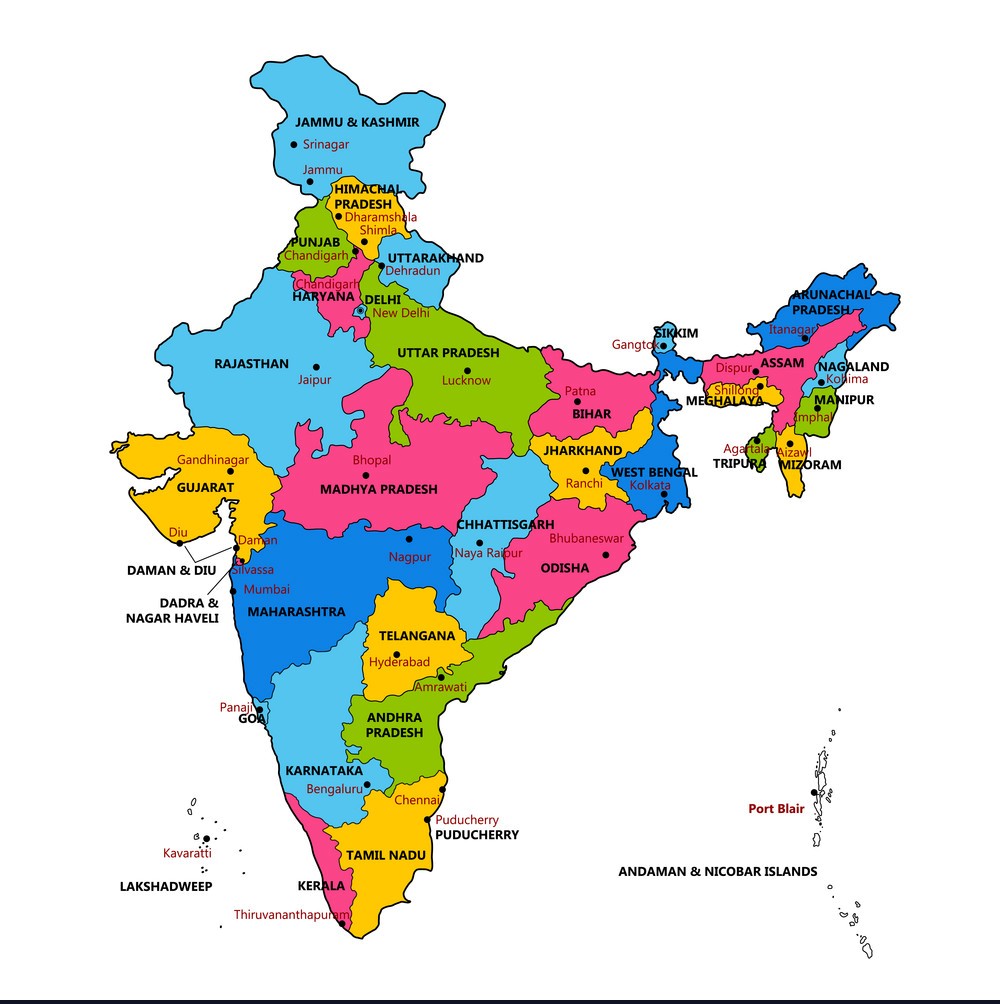 JAMMU & KASHMIR
Srinagar
Jammu
HIMACHAL
PRADESH
Dharamshala
Shimla
PUNJAB
Chandigarh
UTTARAKHAND
Dehradun
Chandigarh
HARYANA
DELHI
New Delhi
ARUNACHAL
PRADESH
Itanagar
SIKKIM
Gangtok
RAJASTHAN
Jaipur
UTTAR PRADESH
Lucknow
Dispur
ASSAM
NAGALAND
Kohima
Shillong
MEGHALAYA
MANIPUR
Imphal
Patna
BIHAR
Agartala
TRIPURA
Aizawl
MIZORAM
JHARKHAND
Ranchi
WEST BENGAL
Kolkata
Gandhinagar
GUJARAT
Bhopal
MADHYA PRADESH
Diu
Daman
DAMAN & DIU
Silvassa
DADRA &
NAGAR HAVELI
CHHATTISGARH
Naya Raipur
Bhubaneswar
ODISHA
Nagpur
Mumbai
MAHARASHTRA
TELANGANA
Hyderabad
Amrawati
Panaji
GOA
ANDHRA
PRADESH
KARNATAKA
Bengaluru
Chennai
Puducherry
PUDUCHERRY
Port Blair
Kavaratti
LAKSHADWEEP
TAMIL NADU
KERALA
Thiruvananthapuram
ANDAMAN & NICOBAR ISLANDS